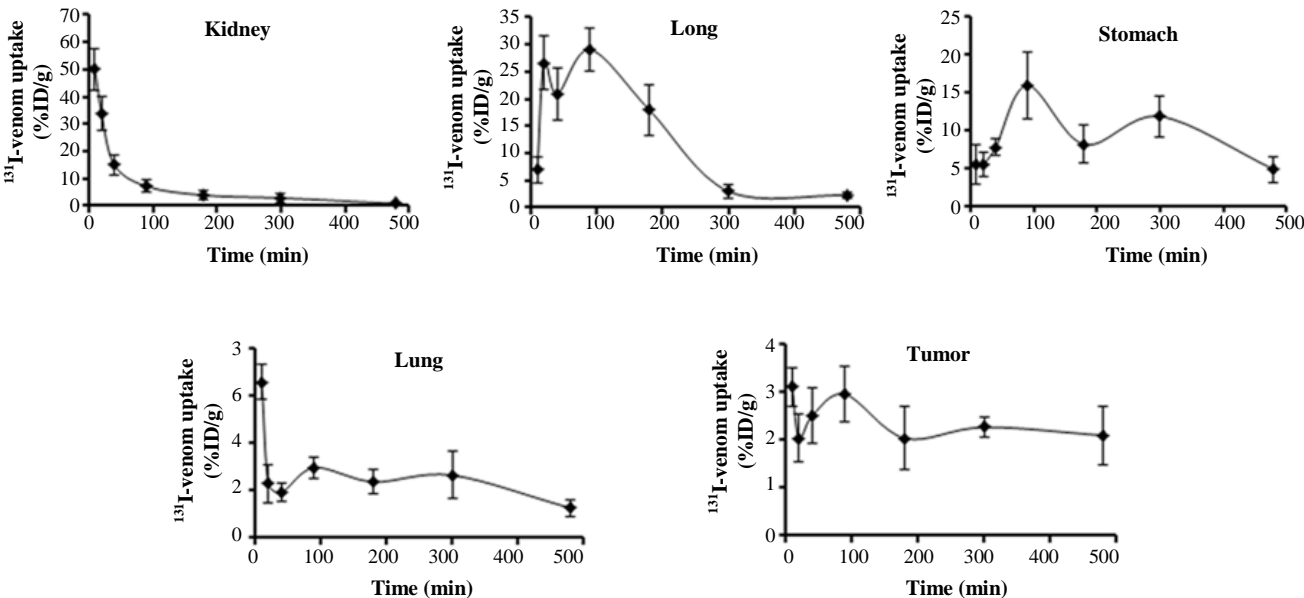 Kidney
¹³¹I-venom uptake
(%ID/g)
70
60
50
40
30
20
10
0
0 100 200 300 400 500
Time (min)
Long
¹³¹I-venom uptake
(%ID/g)
35
30
25
20
15
10
5
0
0 100 200 300 400 500
Time (min)
Stomach
¹³¹I-venom uptake
(%ID/g)
25
20
15
10
5
0
0 100 200 300 400 500
Time (min)
Lung
¹³¹I-venom uptake
(%ID/g)
3
6
4
2
0
0 100 200 300 400 500
Time (min)
Tumor
¹³¹I-venom uptake
(%ID/g)
4
3
2
1
0
0 100 200 300 400 500
Time (min)